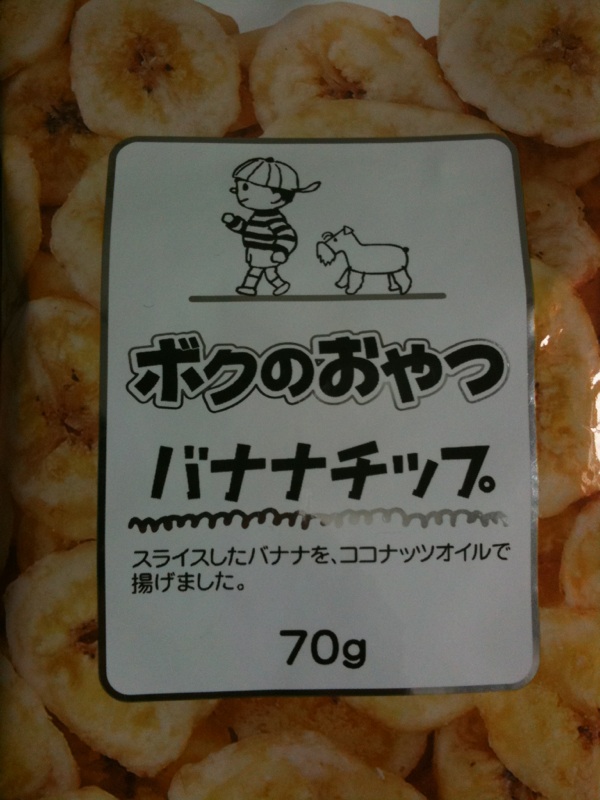 ボクのおやつ
バナナチップ
スライスしたバナナを、ココナッツオイルで
揚げました。
70g